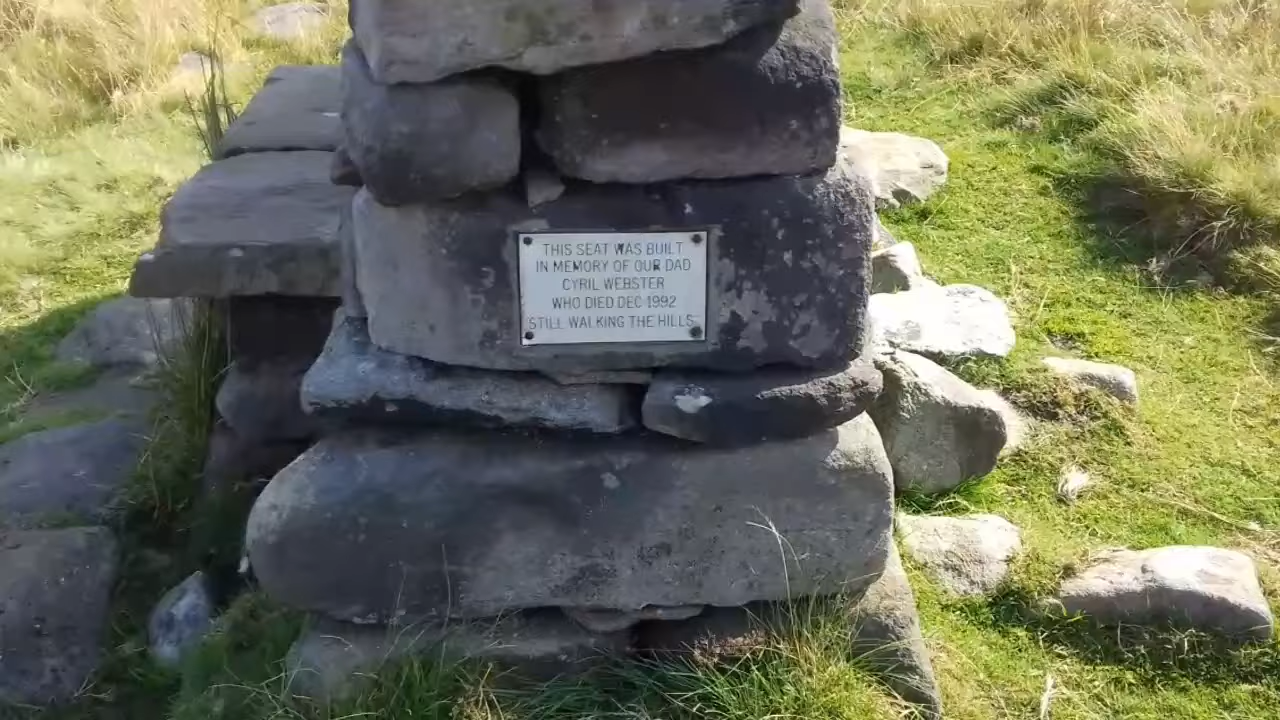 THIS SEAT WAS BUILT
IN MEMORY OF OUR DAD
CYRIL WEBSTER
WHO DIED DEC 1992
STILL WALKING THE HILLS